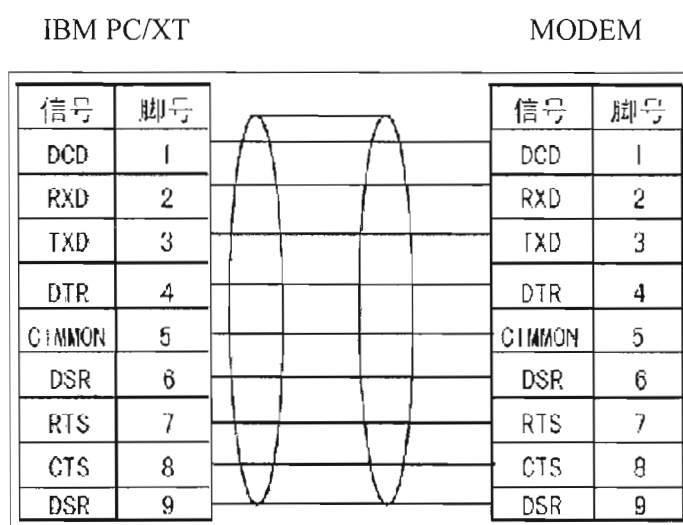 IBM PC/XT MODEM
信号 脚号 信号 脚号
DCD 1 DCD 1
RXD 2 RXD 2
TXD 3 TXD 3
DTR 4 DTR 4
CIMMON 5 CIMMON 5
DSR 6 DSR 6
RTS 7 RTS 7
CTS 8 CTS 8
DSR 9 DSR 9